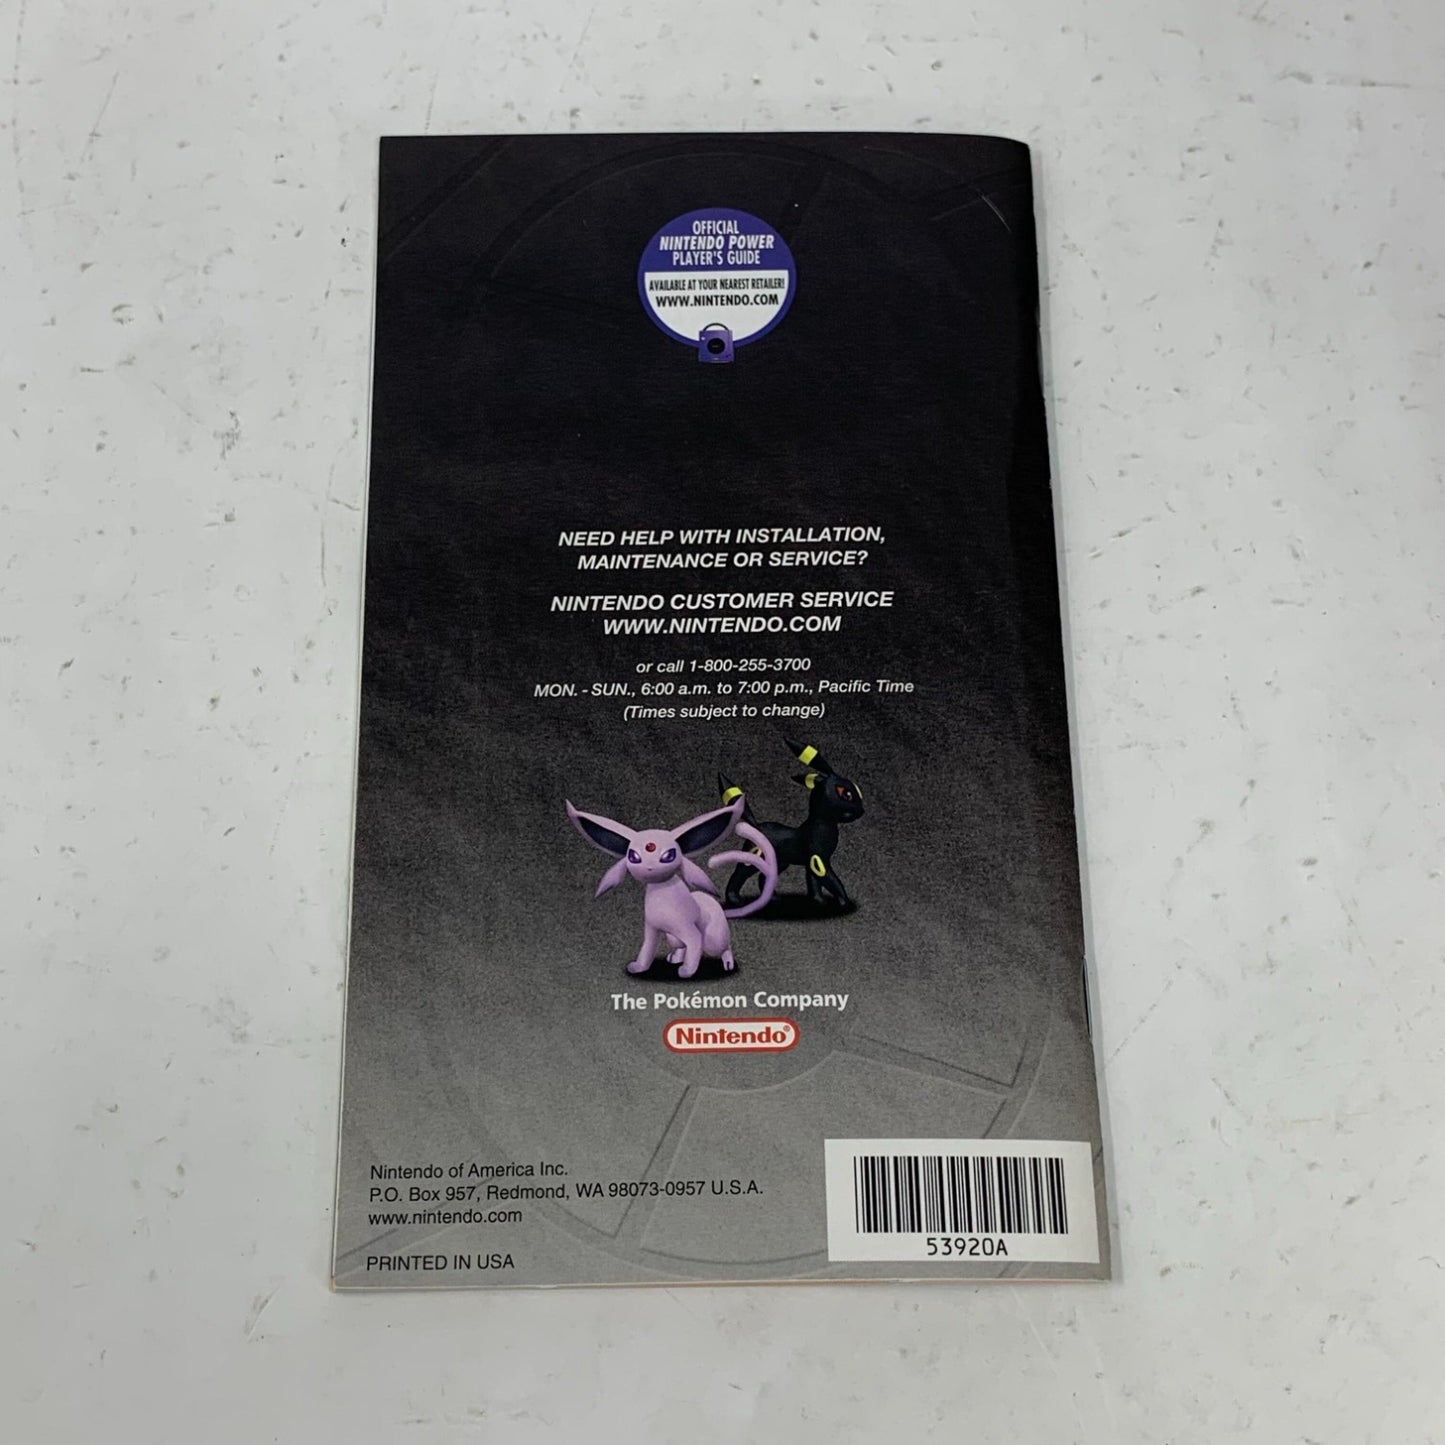 OFFICIAL
NINTENDO POWER
PLAYER'S GUIDE
AVAILABLE AT YOUR NEAREST RETAILER!
WWW.NINTENDO.COM
NEED HELP WITH INSTALLATION,
MAINTENANCE OR SERVICE?
NINTENDO CUSTOMER SERVICE
WWW.NINTENDO.COM
or call 1-800-255-3700
MON. - SUN., 6:00 a.m. to 7:00 p.m., Pacific Time
(Times subject to change)
The Pokémon Company
Nintendo®
Nintendo of America Inc.
P.O. Box 957, Redmond, WA 98073-0957 U.S.A.
www.nintendo.com
PRINTED IN USA
53920A